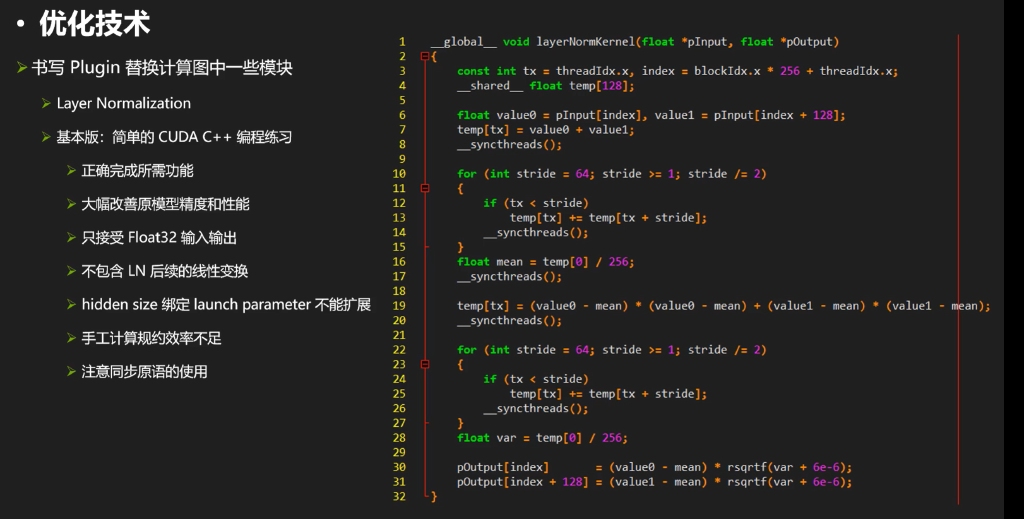 • 优化技术
➢书写 Plugin 替换计算图中一些模块
➢ Layer Normalization
➢ 基本版：简单的 CUDA C++ 编程练习
➢ 正确完成所需功能
➢ 大幅改善原模型精度和性能
➢ 只接受 Float32 输入输出
➢ 不包含 LN 后续的线性变换
➢ hidden size 绑定 launch parameter 不能扩展
➢ 手工计算规约效率不足
➢ 注意同步原语的使用
1 __global__ void layerNormKernel(float *pInput, float *pOutput)
2 {
3     const int tx = threadIdx.x, index = blockIdx.x * 256 + threadIdx.x;
4     __shared__ float temp[128];
5
6     float value0 = pInput[index], value1 = pInput[index + 128];
7     temp[tx] = value0 + value1;
8     __syncthreads();
9
10     for (int stride = 64; stride >= 1; stride /= 2)
11     {
12         if (tx < stride)
13             temp[tx] += temp[tx + stride];
14         __syncthreads();
15     }
16     float mean = temp[0] / 256;
17     __syncthreads();
18
19     temp[tx] = (value0 - mean) * (value0 - mean) + (value1 - mean) * (value1 - mean);
20     __syncthreads();
21
22     for (int stride = 64; stride >= 1; stride /= 2)
23     {
24         if (tx < stride)
25             temp[tx] += temp[tx + stride];
26         __syncthreads();
27     }
28     float var = temp[0] / 256;
29
30     pOutput[index]       = (value0 - mean) * rsqrtf(var + 6e-6);
31     pOutput[index + 128] = (value1 - mean) * rsqrtf(var + 6e-6);
32 }